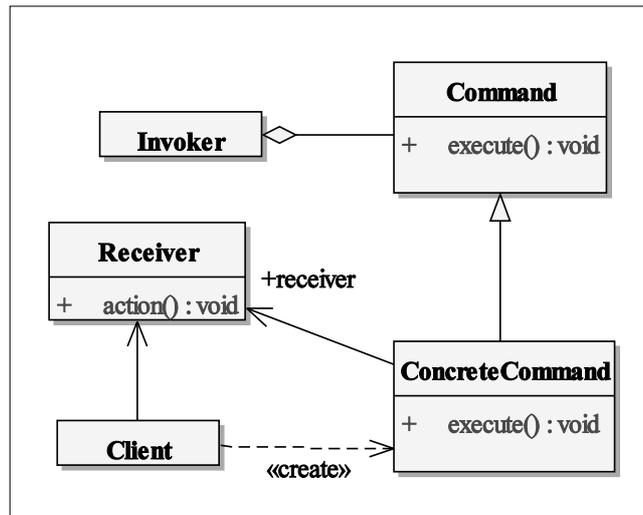 Command
+ execute() : void
Invoker
Receiver
+ action() : void
+receiver
ConcreteCommand
+ execute() : void
Client
«create»